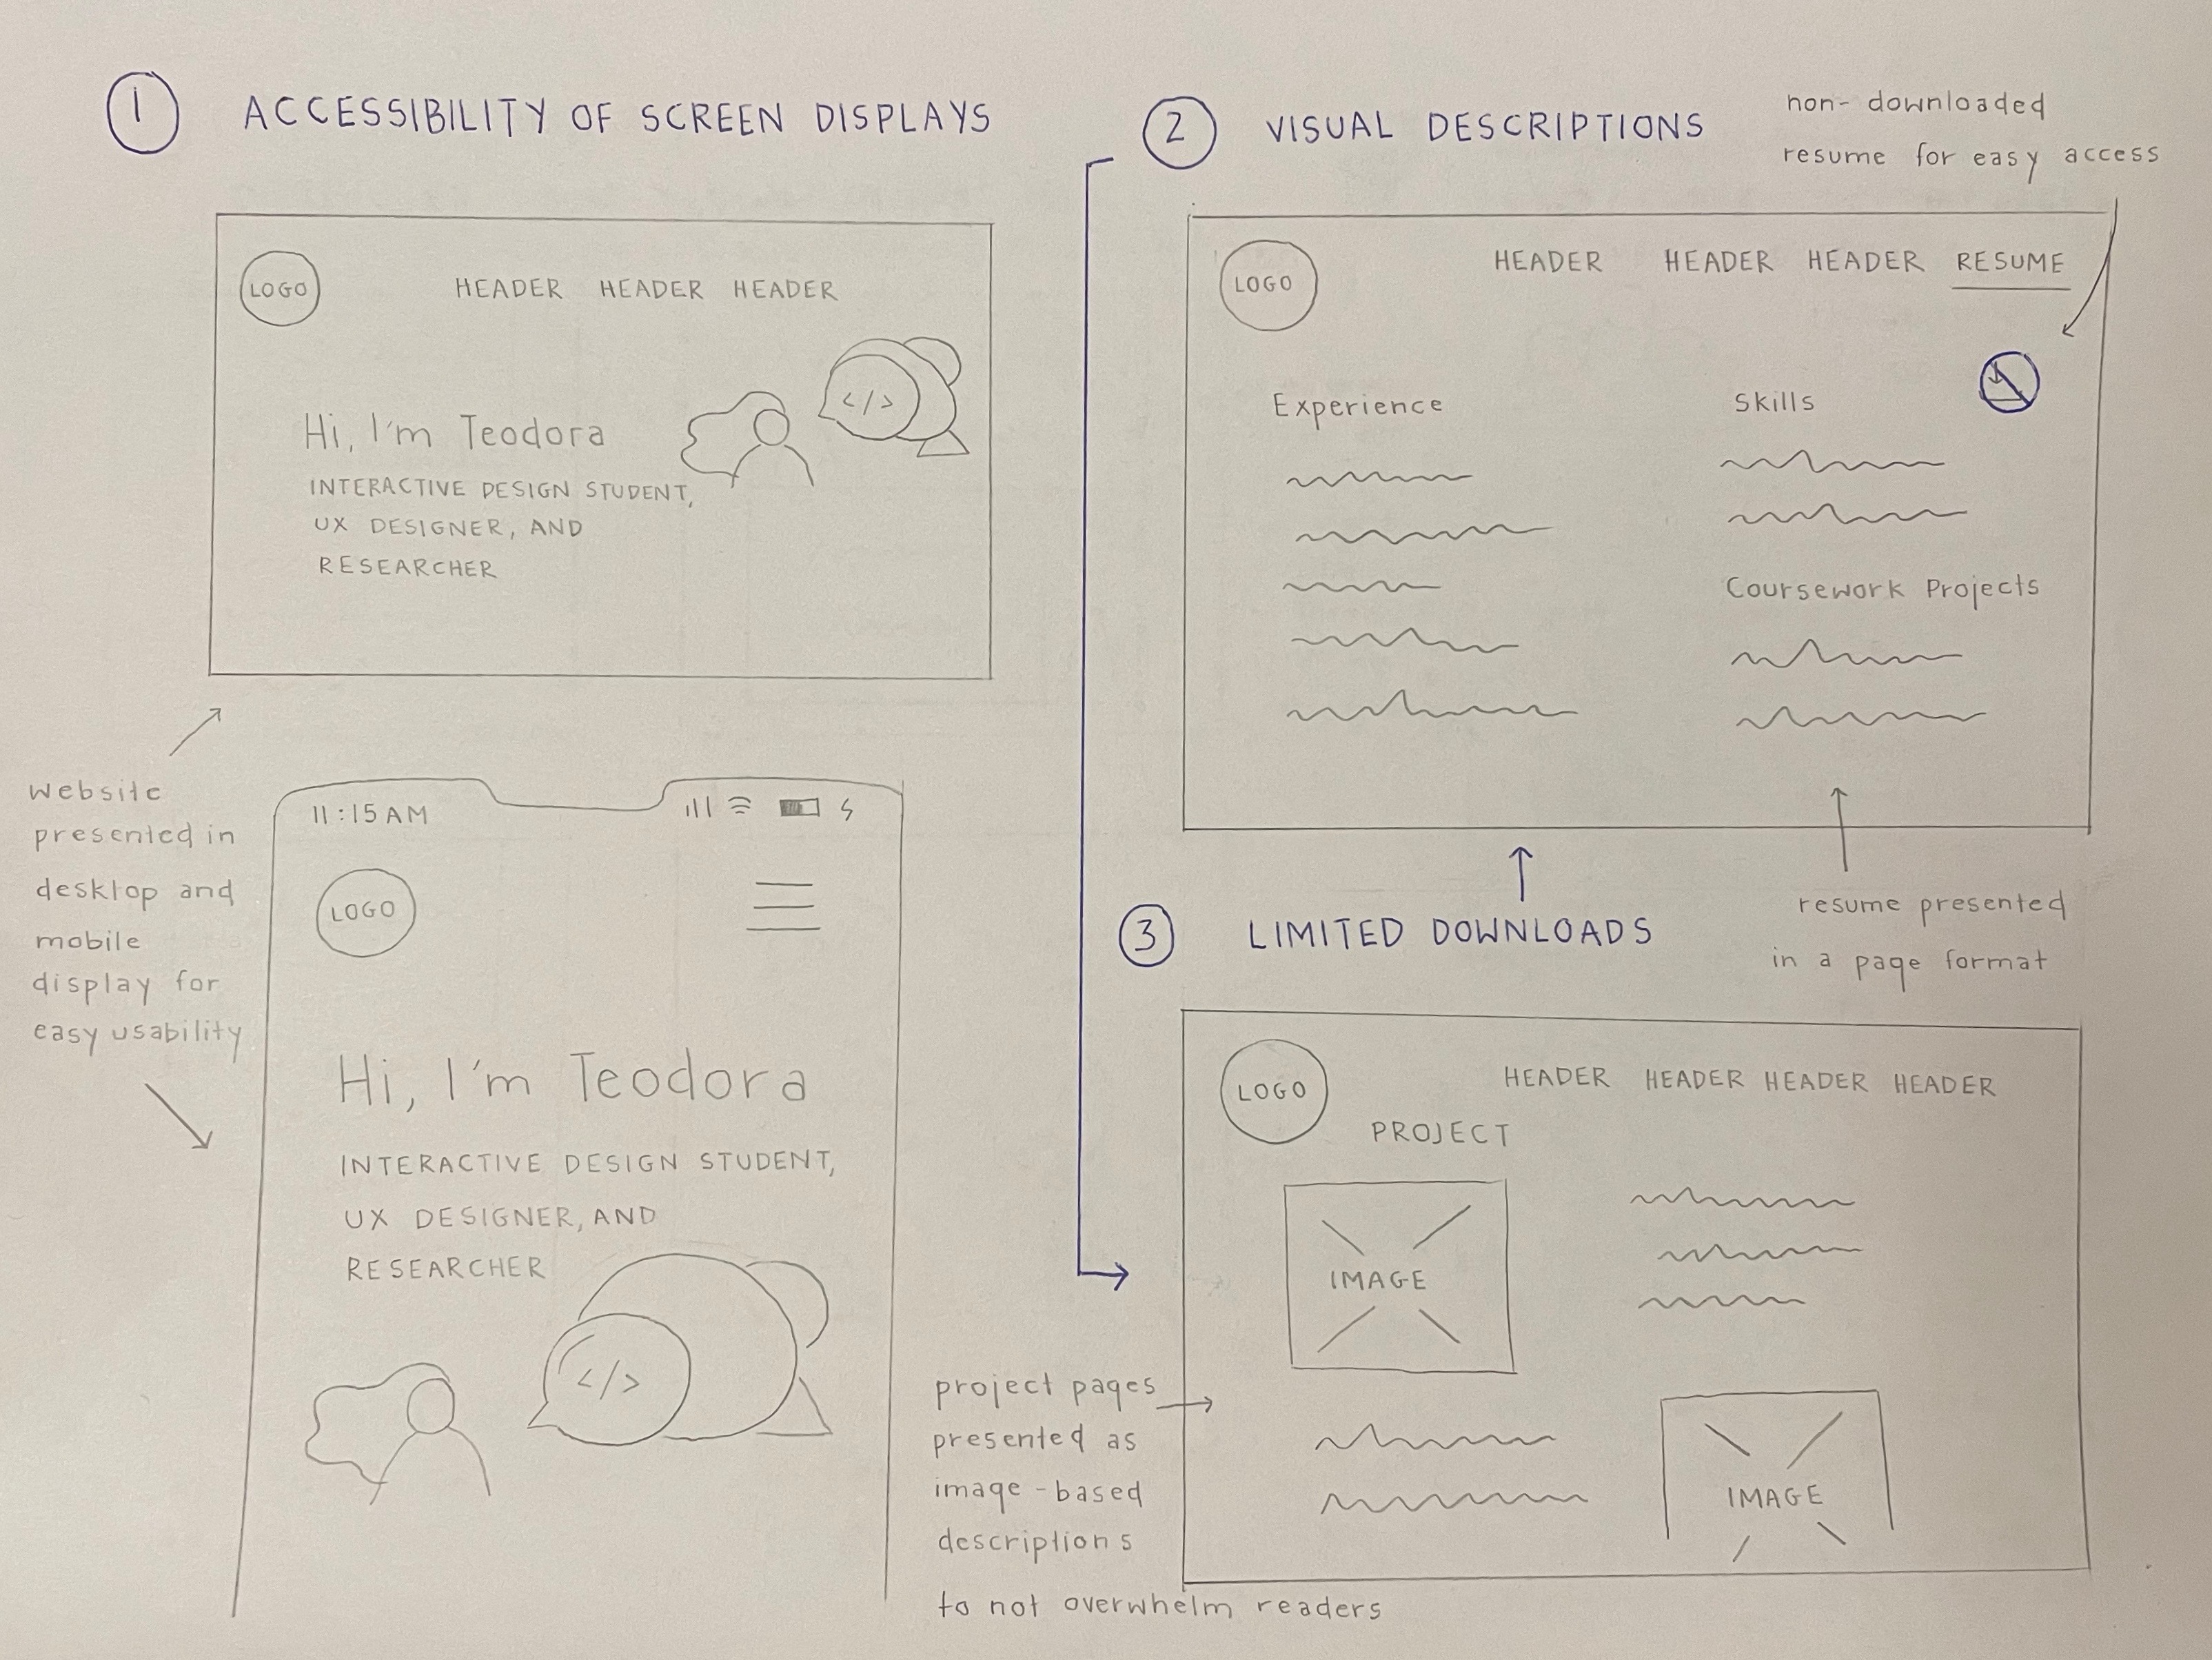 1 ACCESSIBILITY OF SCREEN DISPLAYS
LOGO
HEADER HEADER HEADER
</>
Hi, I'm Teodora
INTERACTIVE DESIGN STUDENT,
UX DESIGNER, AND
RESEARCHER
website
presented in
desktop and
mobile
display for
easy usability
11:15 AM
LOGO
Hi, I'm Teodora
INTERACTIVE DESIGN STUDENT,
UX DESIGNER, AND
RESEARCHER
</>
2 VISUAL DESCRIPTIONS
non-downloaded
resume for easy access
LOGO
HEADER HEADER HEADER RESUME
Experience
Skills
Coursework Projects
resume presented
in a page format
3 LIMITED DOWNLOADS
LOGO
HEADER HEADER HEADER HEADER
PROJECT
IMAGE
IMAGE
project pages
presented as
image-based
descriptions
to not overwhelm readers